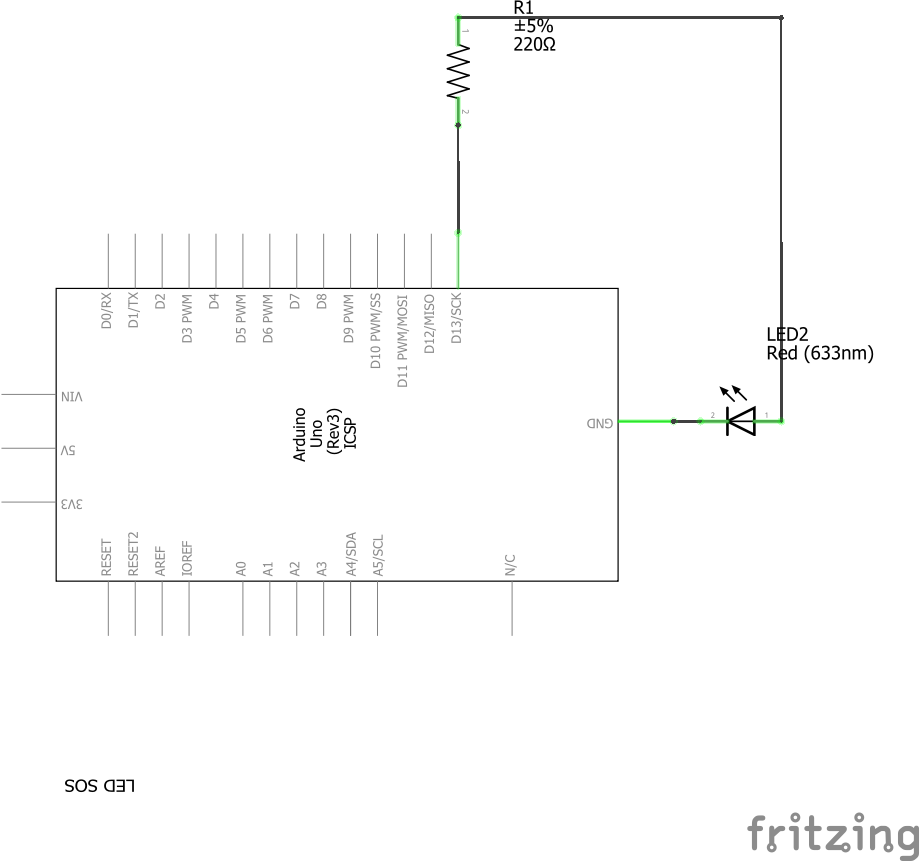 R1
±5%
220Ω
1
2
D0/RX
D1/TX
D2
D3 PWM
D4
D5 PWM
D6 PWM
D7
D8
D9 PWM
D10 PWM/SS
D11 PWM/MOSI
D12/MISO
D13/SCK
LED2
Red (633nm)
VIN
5V
3V3
Arduino
Uno
(Rev3)
ICSP
GND
2
1
RESET
RESET2
AREF
IOREF
A0
A1
A2
A3
A4/SDA
A5/SCL
N/C
LED SOS
fritzing